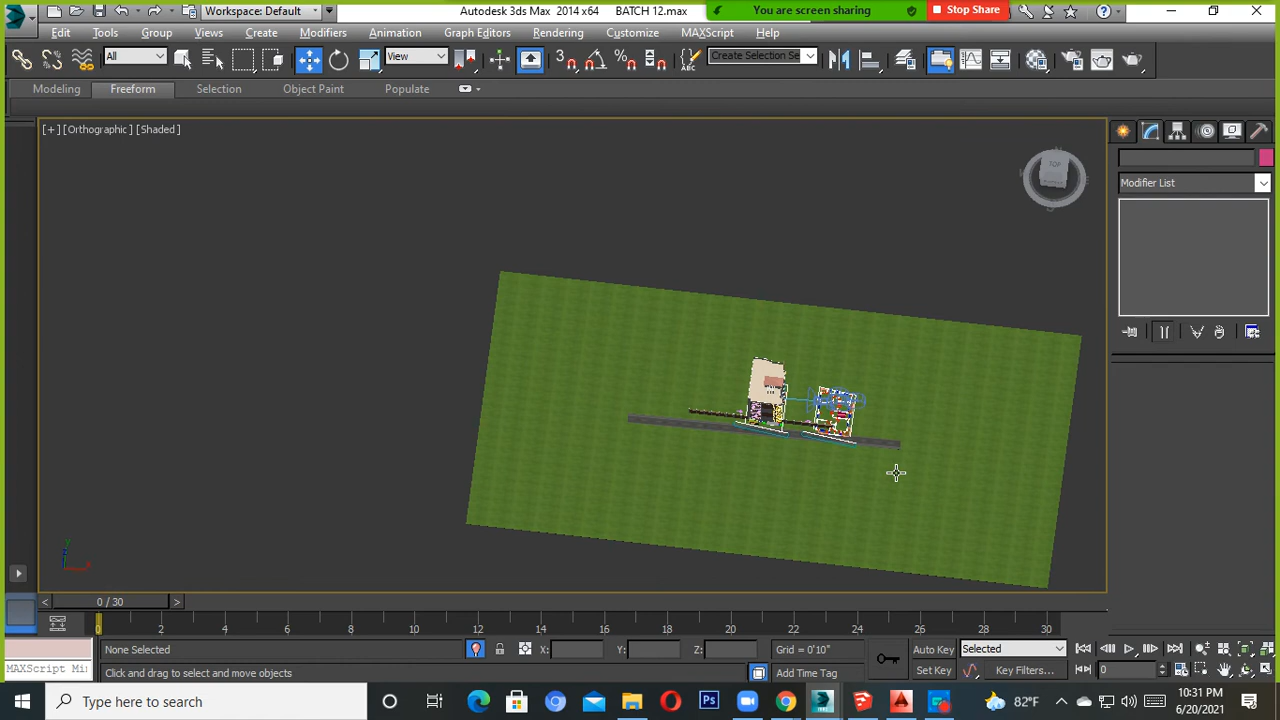 Workspace: Default
Autodesk 3ds Max 2014 x64 BATCH 12.max
You are screen sharing
Stop Share
Edit Tools Group Views Create Modifiers Animation Graph Editors Rendering Customize MAXScript Help
All
View
Create Selection Se
Modeling Freeform Selection Object Paint Populate
[+] [Orthographic] [Shaded]
TOP
Modifier List
0 / 30
0 2 4 6 8 10 12 14 16 18 20 22 24 26 28 30
None Selected
X: Y: Z:
Grid = 0'10"
Auto Key
Selected
MAXScript Mi
Click and drag to select and move objects
Add Time Tag
Set Key
Key Filters...
0
Type here to search
82°F
10:31 PM
6/20/2021